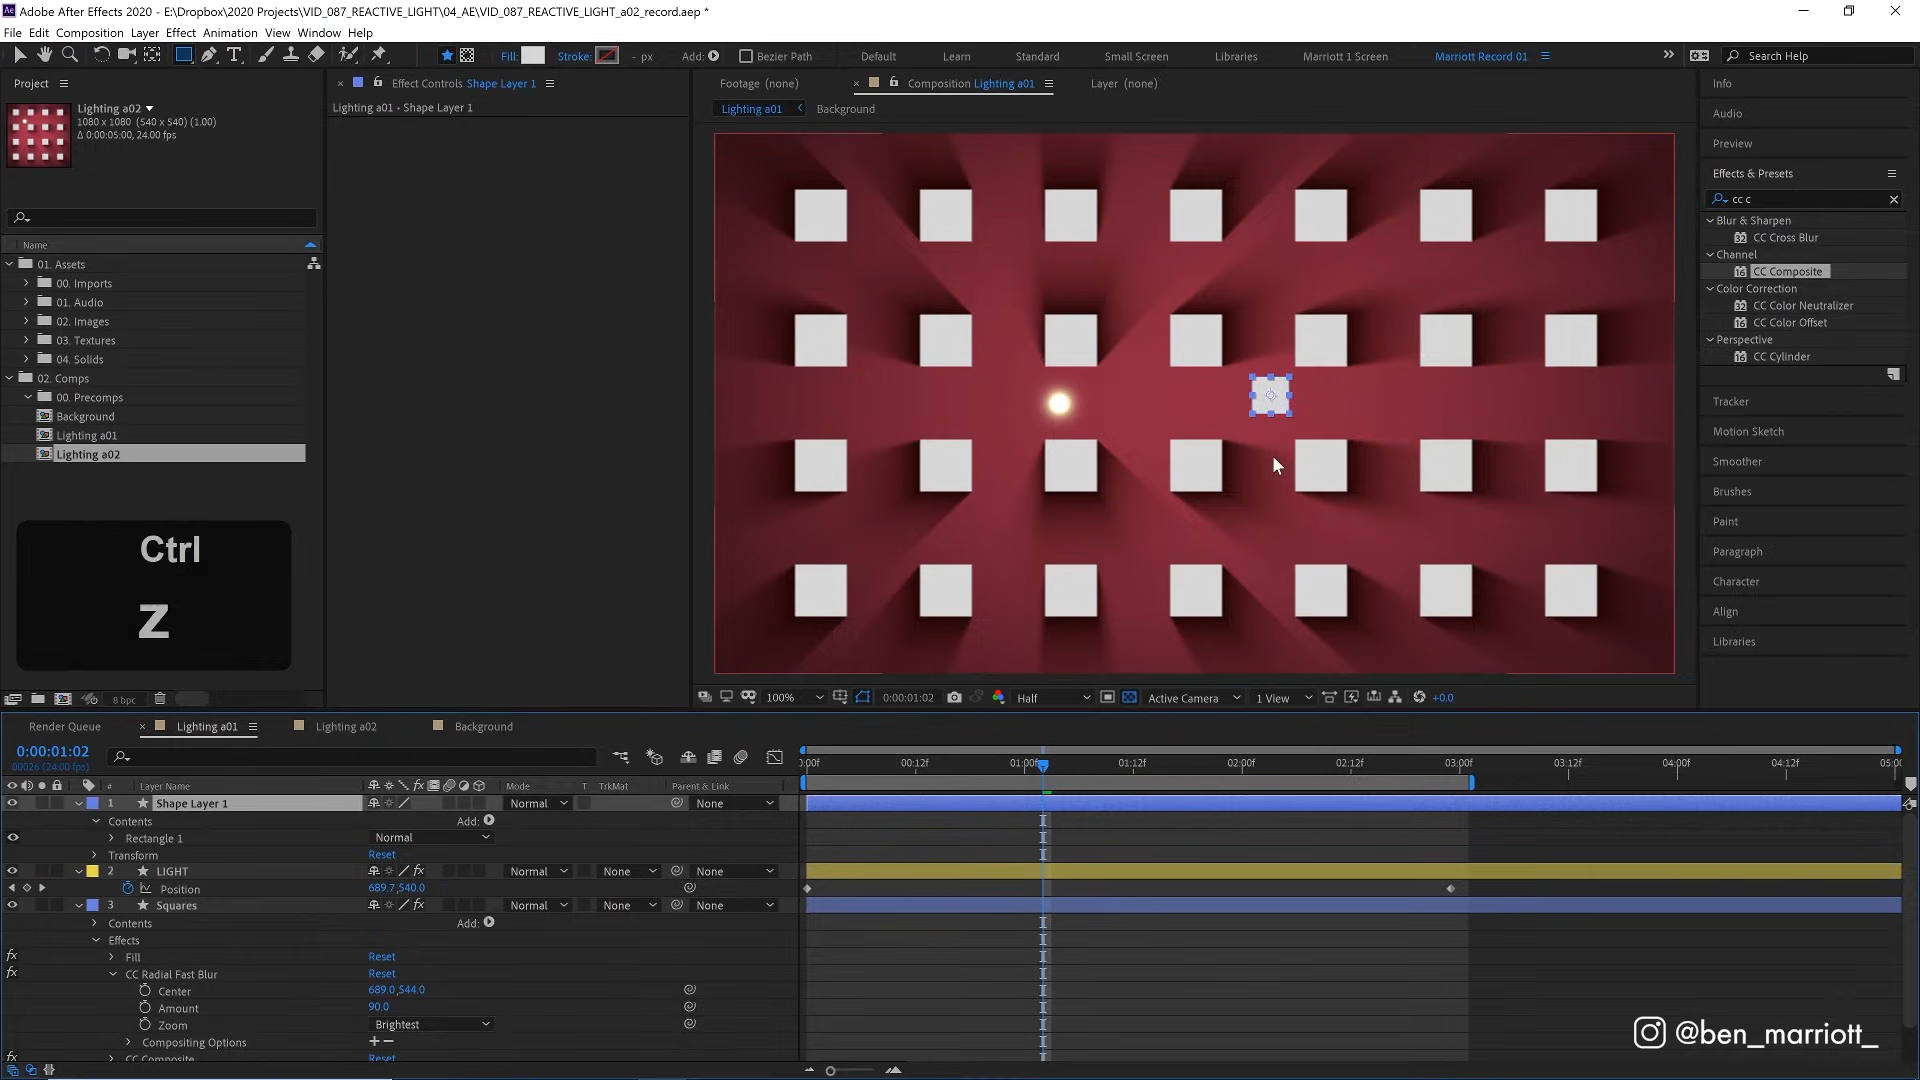 Adobe After Effects 2020 - E:\Dropbox\2020 Projects\VID_087_REACTIVE_LIGHT\04_AE\VID_087_REACTIVE_LIGHT_a02_record.aep *
File Edit Composition Layer Effect Animation View Window Help
Fill: Stroke: - px Add: Bezier Path Default Learn Standard Small Screen Libraries Marriott 1 Screen Marriott Record 01 Search Help
Project
Lighting a02
1080 x 1080 (540 x 540) (1.00)
Δ 0:00:05:00, 24.00 fps)
Name
01. Assets
00. Imports
01. Audio
02. Images
03. Textures
04. Solids
02. Comps
00. Precomps
Background
Lighting a01
Lighting a02
Ctrl
Z
8 bpc
Effect Controls Shape Layer 1
Lighting a01 • Shape Layer 1
Footage (none) Composition Lighting a01 Layer (none)
Lighting a01 Background
100% 0:00:01:02 Half Active Camera 1 View +0.0
Info
Audio
Preview
Effects & Presets
cc c
Blur & Sharpen
CC Cross Blur
Channel
CC Composite
Color Correction
CC Color Neutralizer
CC Color Offset
Perspective
CC Cylinder
Tracker
Motion Sketch
Smoother
Brushes
Paint
Paragraph
Character
Align
Libraries
Render Queue Lighting a01 Lighting a02 Background
0:00:01:02
00026 (24.00 fps)
:00f 00:12f 01:00f 01:12f 02:00f 02:12f 03:00f 03:12f 04:00f 04:12f 05:00
# Layer Name Mode T TrkMat Parent & Link
1 Shape Layer 1 Normal None
Contents Add:
Rectangle 1 Normal
Transform Reset
2 LIGHT Normal None None
Position 689.7,540.0
3 Squares Normal None None
Contents Add:
Effects
Fill Reset
CC Radial Fast Blur Reset
Center 689.0,544.0
Amount 90.0
Zoom Brightest
Compositing Options + −
CC Composite Reset
@ben_marriott_